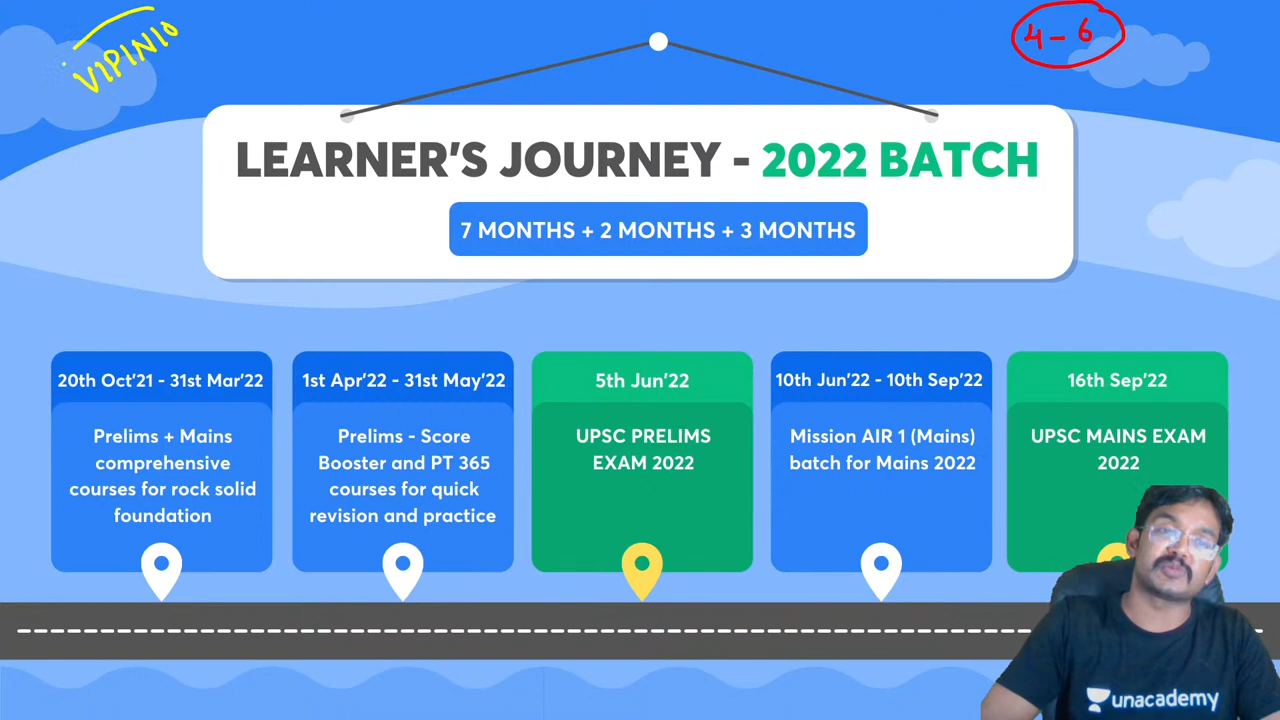 VIPIN10
4-6
LEARNER'S JOURNEY - 2022 BATCH
7 MONTHS + 2 MONTHS + 3 MONTHS
20th Oct'21 - 31st Mar'22
Prelims + Mains
comprehensive
courses for rock solid
foundation
1st Apr'22 - 31st May'22
Prelims - Score
Booster and PT 365
courses for quick
revision and practice
5th Jun'22
UPSC PRELIMS
EXAM 2022
10th Jun'22 - 10th Sep'22
Mission AIR 1 (Mains)
batch for Mains 2022
16th Sep'22
UPSC MAINS EXAM
2022
unacademy